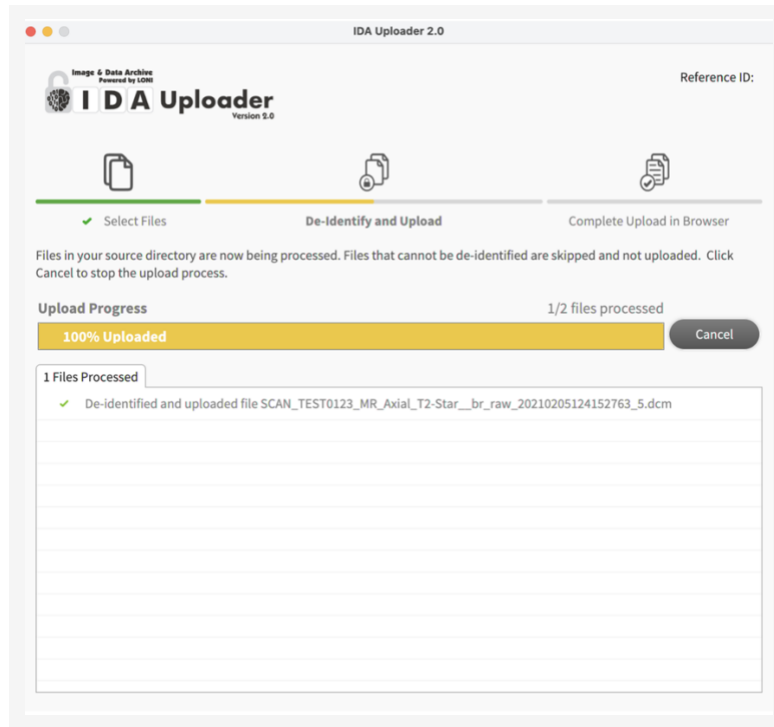 IDA Uploader 2.0
Image & Data Archive
Powered by LONI
IDA Uploader
Version 2.0
Reference ID:
Select Files
De-Identify and Upload
Complete Upload in Browser
Files in your source directory are now being processed. Files that cannot be de-identified are skipped and not uploaded. Click
Cancel to stop the upload process.
Upload Progress
1/2 files processed
100% Uploaded
Cancel
1 Files Processed
De-identified and uploaded file SCAN_TEST0123_MR_Axial_T2-Star__br_raw_20210205124152763_5.dcm